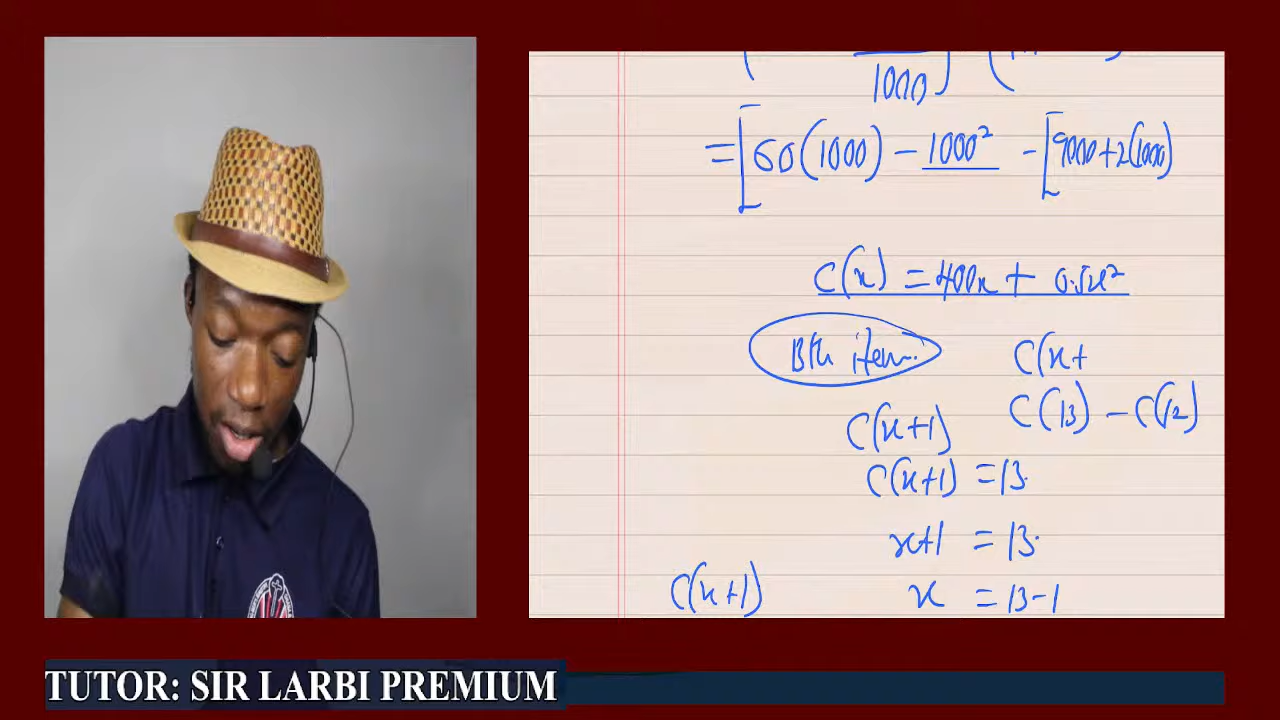 1000
= [60(1000) - 1000² - [9000+2(1000)
C(x) = 400x + 0.5x²
13th item. C(x+
C(x+1) C(13) - C(12)
C(x+1) = 13.
x+1 = 13.
C(x+1) x = 13-1
TUTOR: SIR LARBI PREMIUM